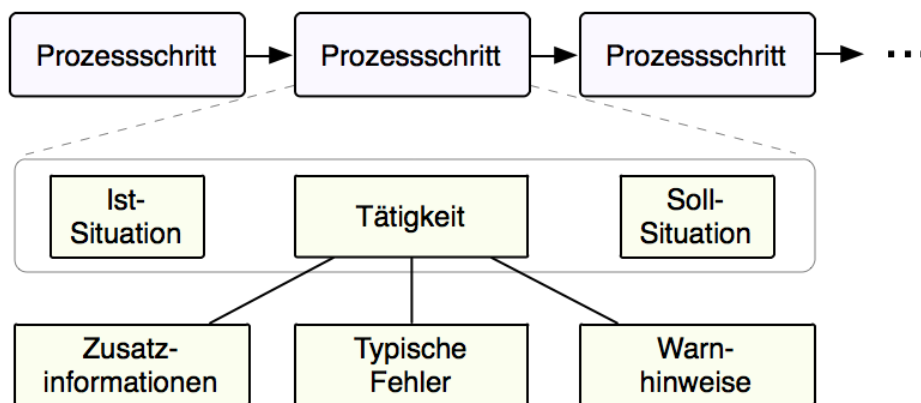 Prozessschritt
Prozessschritt
Prozessschritt
...
Ist-
Situation
Tätigkeit
Soll-
Situation
Zusatz-
informationen
Typische
Fehler
Warn-
hinweise